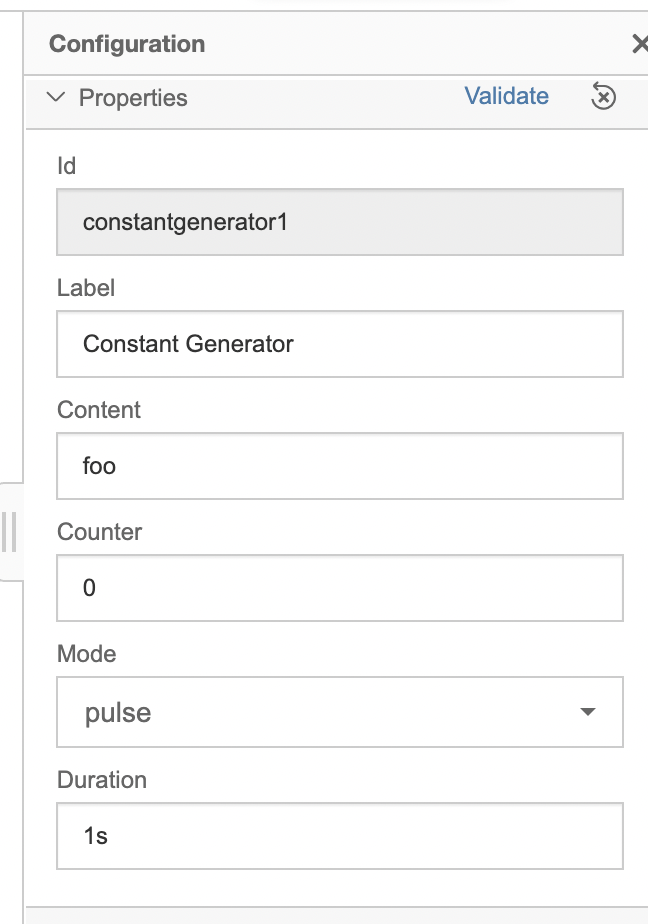 Configuration
Properties Validate
Id
constantgenerator1
Label
Constant Generator
Content
foo
Counter
0
Mode
pulse
Duration
1s